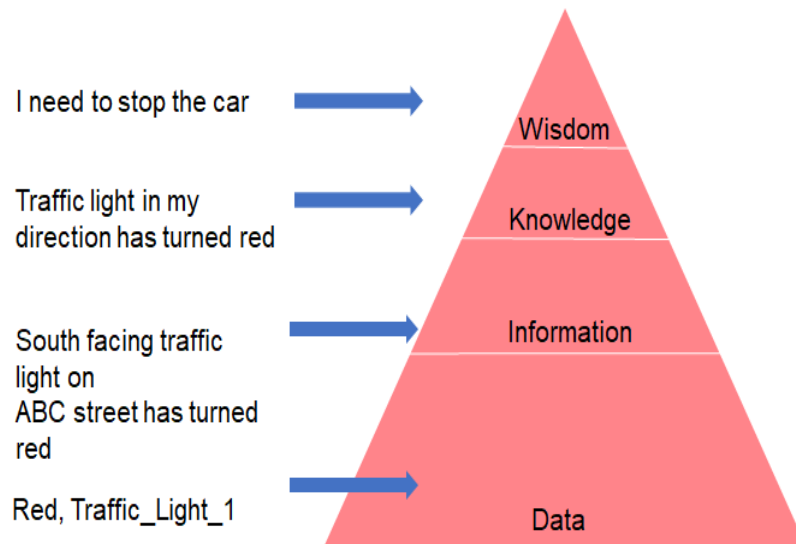 I need to stop the car
Wisdom
Traffic light in my
direction has turned red
Knowledge
South facing traffic
light on
ABC street has turned
red
Information
Red, Traffic_Light_1
Data